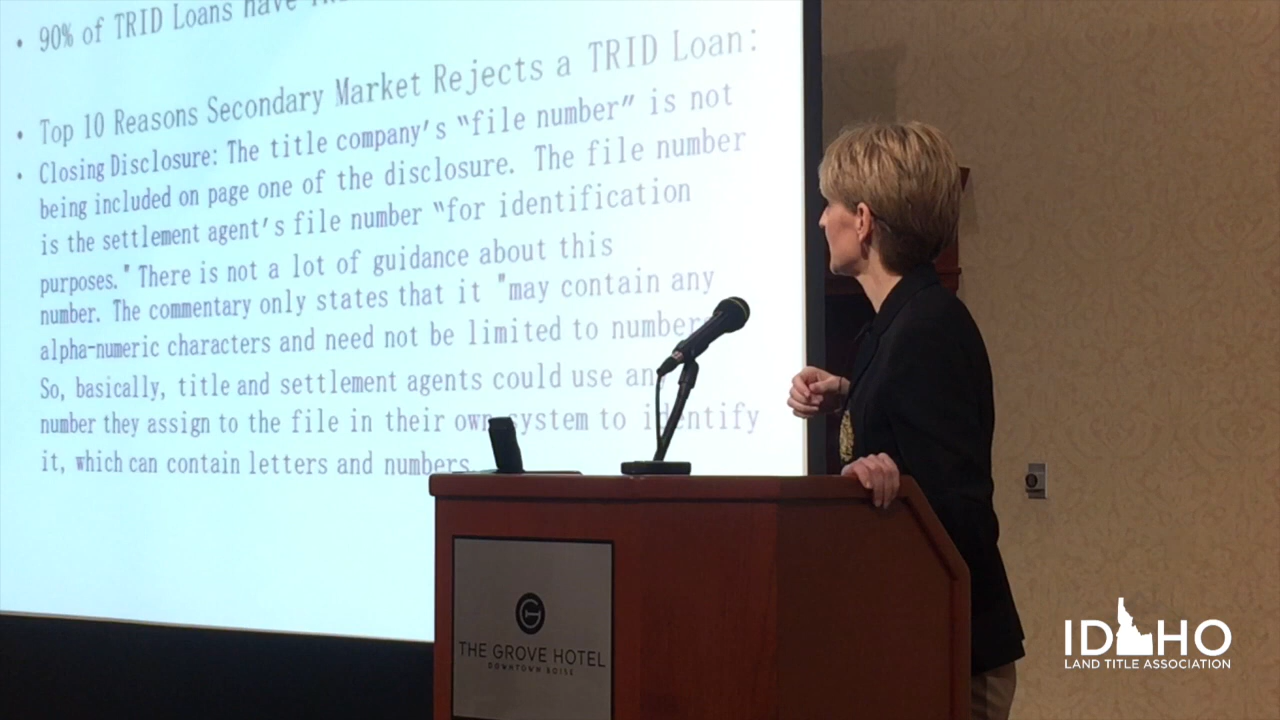 • 90% of TRID Loans have
• Top 10 Reasons Secondary Market Rejects a TRID Loan:
• Closing Disclosure: The title company's “file number” is not
being included on page one of the disclosure. The file number
is the settlement agent's file number “for identification
purposes." There is not a lot of guidance about this
number. The commentary only states that it "may contain any
alpha-numeric characters and need not be limited to numbers
So, basically, title and settlement agents could use any
number they assign to the file in their own system to identify
it, which can contain letters and numbers.
THE GROVE HOTEL
DOWNTOWN BOISE
IDAHO
LAND TITLE ASSOCIATION